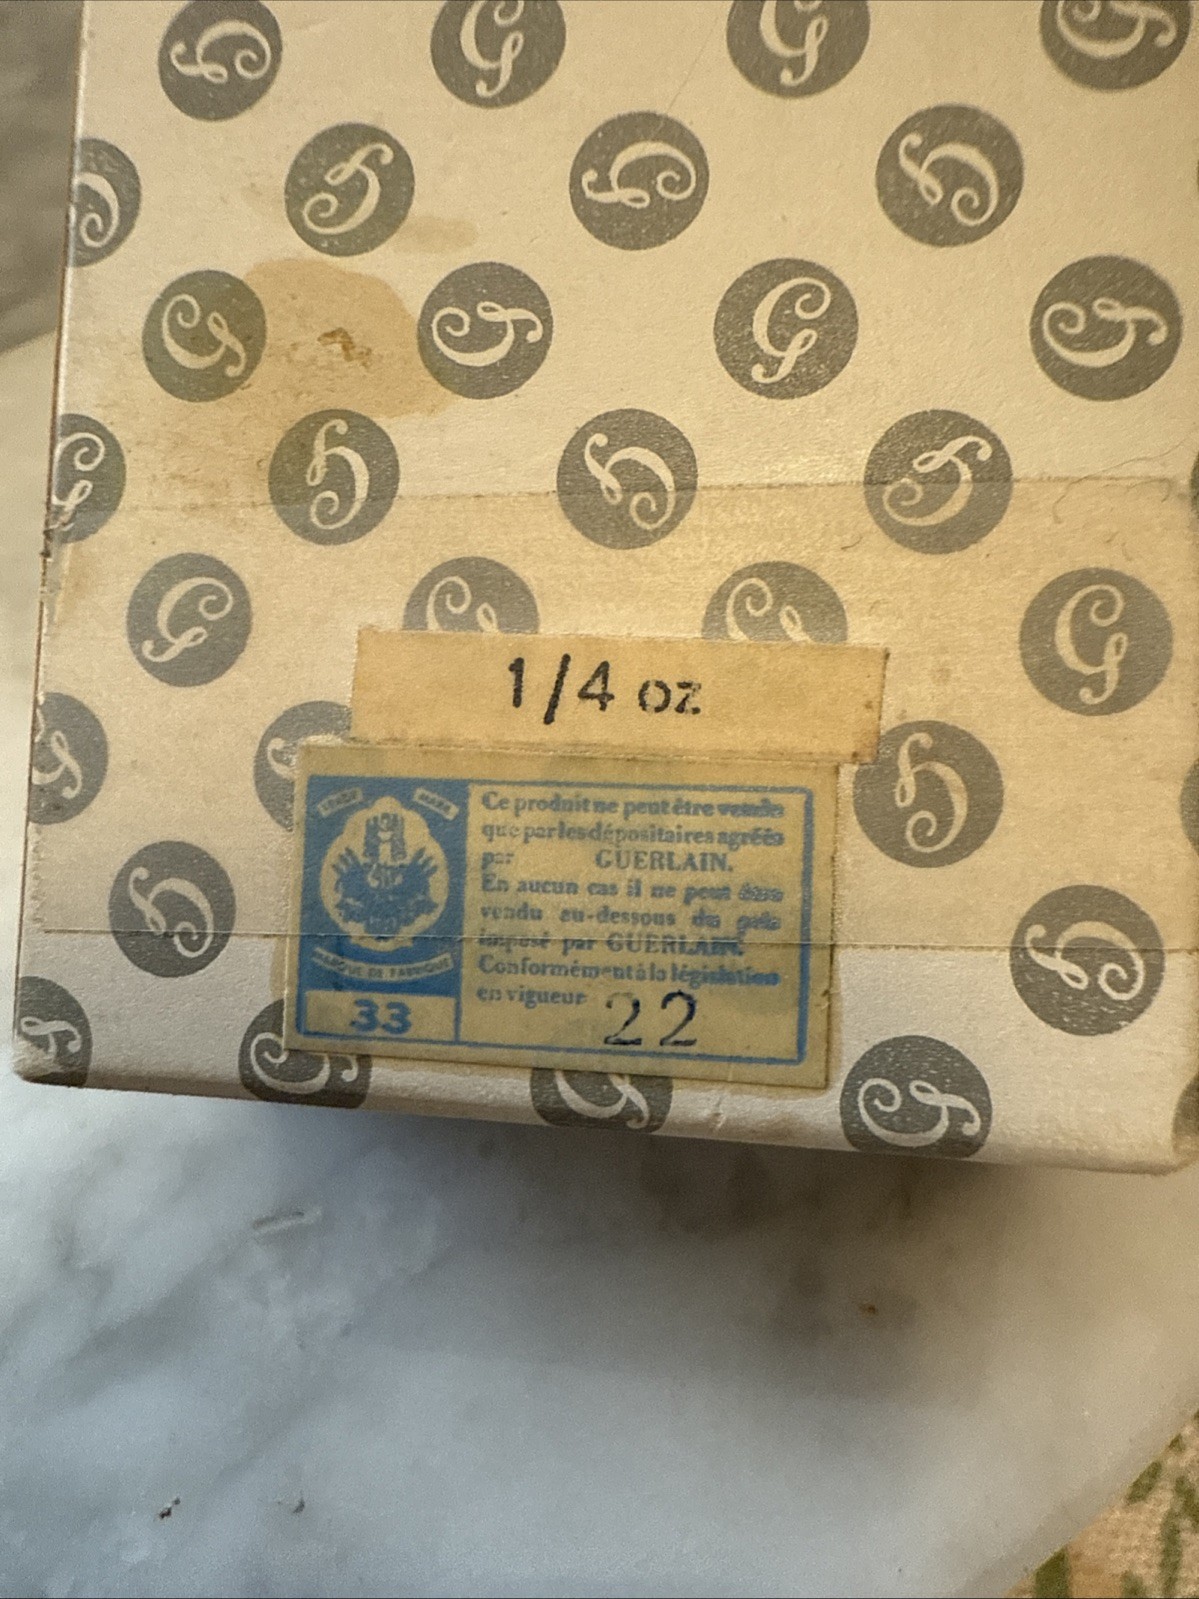 1/4 oz
TRADE MARK
MARQUE DE FABRIQUE
33
Ce produit ne peut être vendu
que par les dépositaires agréés
par GUERLAIN.
En aucun cas il ne peut être
vendu au-dessous du prix
imposé par GUERLAIN.
Conformément à la législation
en vigueur 22